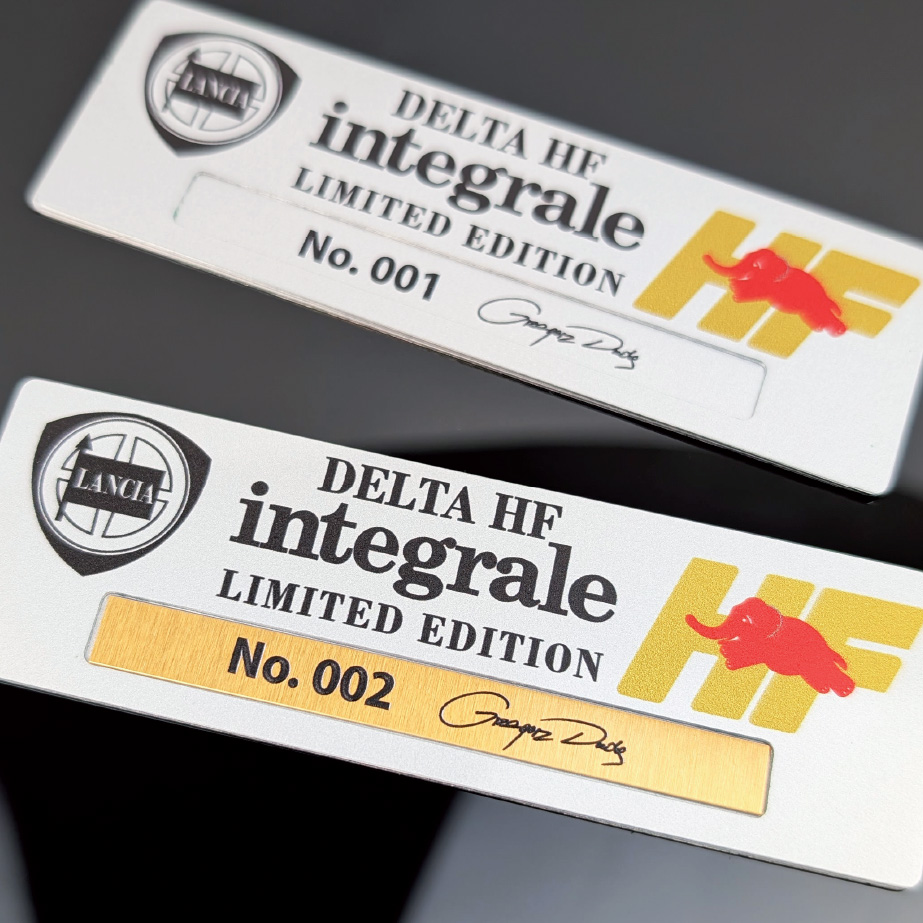 LANCIA
DELTA HF
integrale
LIMITED EDITION
No. 001
HF
LANCIA
DELTA HF
integrale
LIMITED EDITION
No. 002
HF